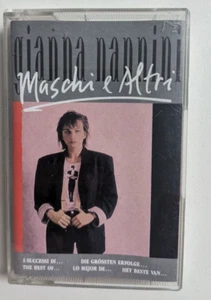 gianna nannini
Maschi e Altri
I SUCCESSI DI... DIE GRÖSSTEN ERFOLGE...
THE BEST OF... LO MEJOR DE... HET BESTE VAN...